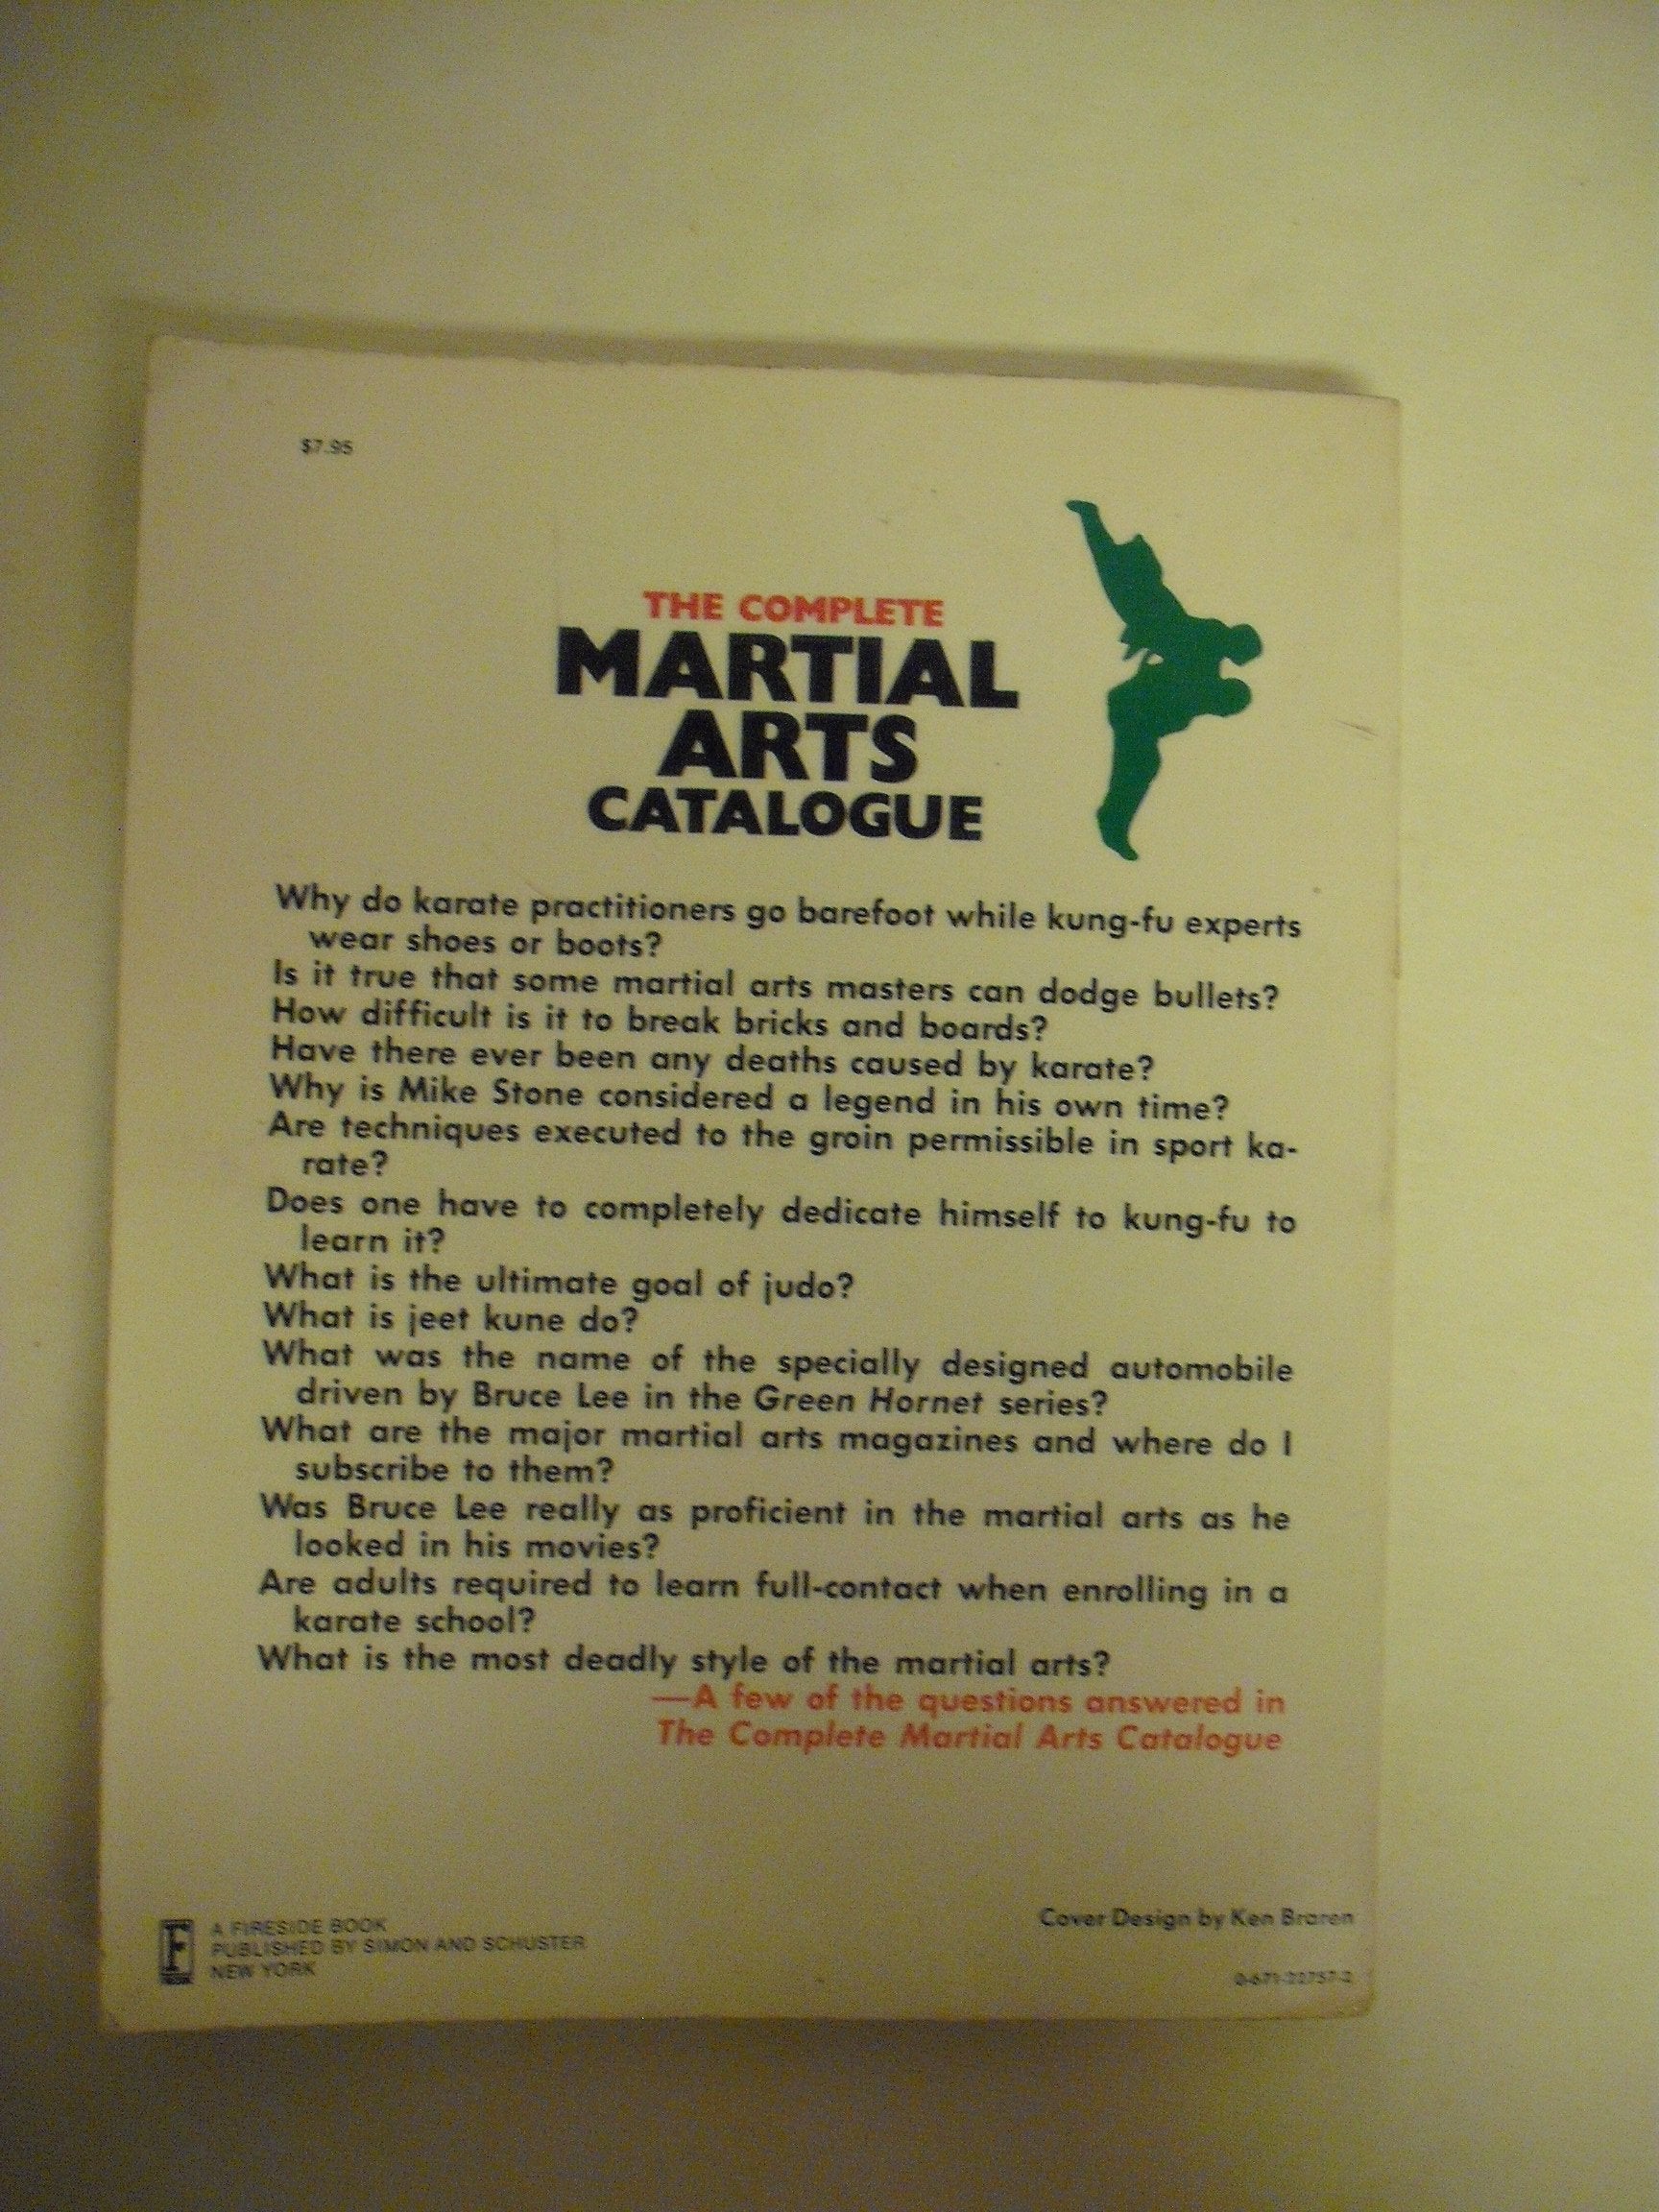 $7.95
THE COMPLETE
MARTIAL
ARTS
CATALOGUE
Why do karate practitioners go barefoot while kung-fu experts
wear shoes or boots?
Is it true that some martial arts masters can dodge bullets?
How difficult is it to break bricks and boards?
Have there ever been any deaths caused by karate?
Why is Mike Stone considered a legend in his own time?
Are techniques executed to the groin permissible in sport ka-
rate?
Does one have to completely dedicate himself to kung-fu to
learn it?
What is the ultimate goal of judo?
What is jeet kune do?
What was the name of the specially designed automobile
driven by Bruce Lee in the Green Hornet series?
What are the major martial arts magazines and where do I
subscribe to them?
Was Bruce Lee really as proficient in the martial arts as he
looked in his movies?
Are adults required to learn full-contact when enrolling in a
karate school?
What is the most deadly style of the martial arts?
—A few of the questions answered in
The Complete Martial Arts Catalogue
F
A FIRESIDE BOOK
PUBLISHED BY SIMON AND SCHUSTER
NEW YORK
Cover Design by Ken Braren
0-671-22757-2